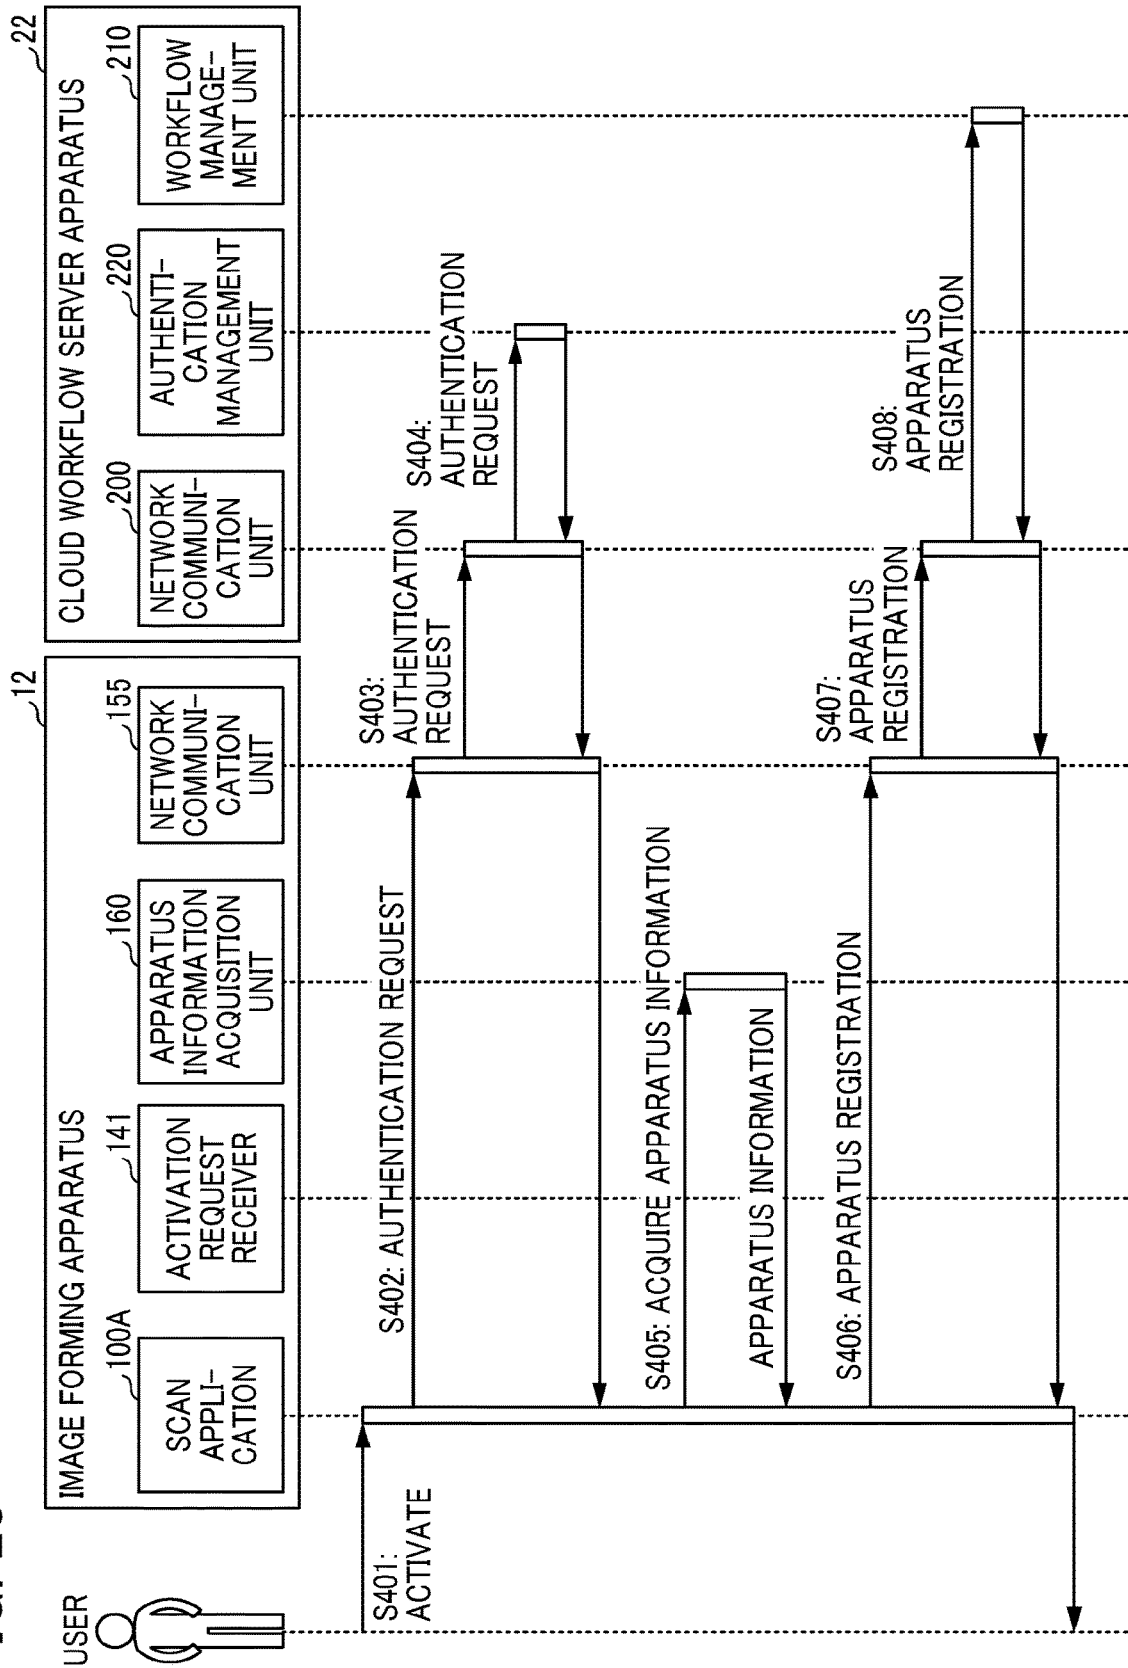 USER
IMAGE FORMING APPARATUS
12
100A
SCAN
APPLI-
CATION
141
ACTIVATION
REQUEST
RECEIVER
160
APPARATUS
INFORMATION
ACQUISITION
UNIT
155
NETWORK
COMMUNI-
CATION
UNIT
CLOUD WORKFLOW SERVER APPARATUS
22
200
NETWORK
COMMUNI-
CATION
UNIT
220
AUTHENTI-
CATION
MANAGEMENT
UNIT
210
WORKFLOW
MANAGE-
MENT UNIT
S401:
ACTIVATE
S402: AUTHENTICATION REQUEST
S403:
AUTHENTICATION
REQUEST
S404:
AUTHENTICATION
REQUEST
S405: ACQUIRE APPARATUS INFORMATION
APPARATUS INFORMATION
S406: APPARATUS REGISTRATION
S407:
APPARATUS
REGISTRATION
S408:
APPARATUS
REGISTRATION